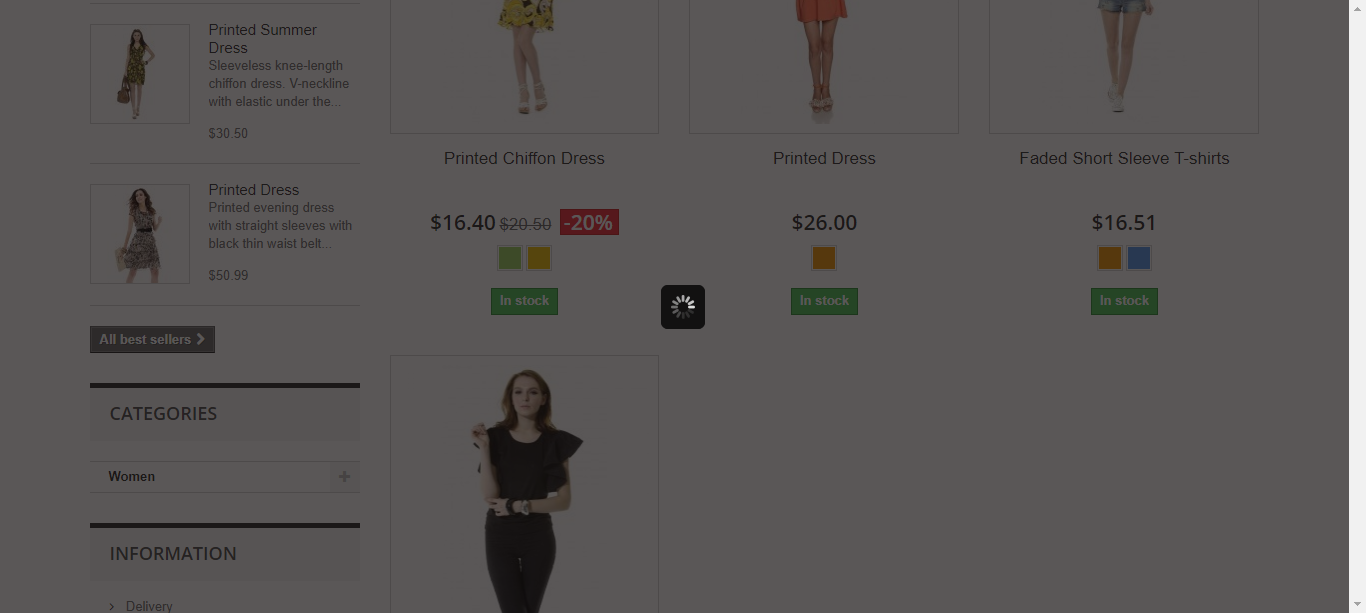 Printed Summer
Dress
Sleeveless knee-length
chiffon dress. V-neckline
with elastic under the...
$30.50
Printed Dress
Printed evening dress
with straight sleeves with
black thin waist belt...
$50.99
All best sellers
CATEGORIES
Women
INFORMATION
Delivery
Printed Chiffon Dress
$16.40 $20.50 -20%
In stock
Printed Dress
$26.00
In stock
Faded Short Sleeve T-shirts
$16.51
In stock